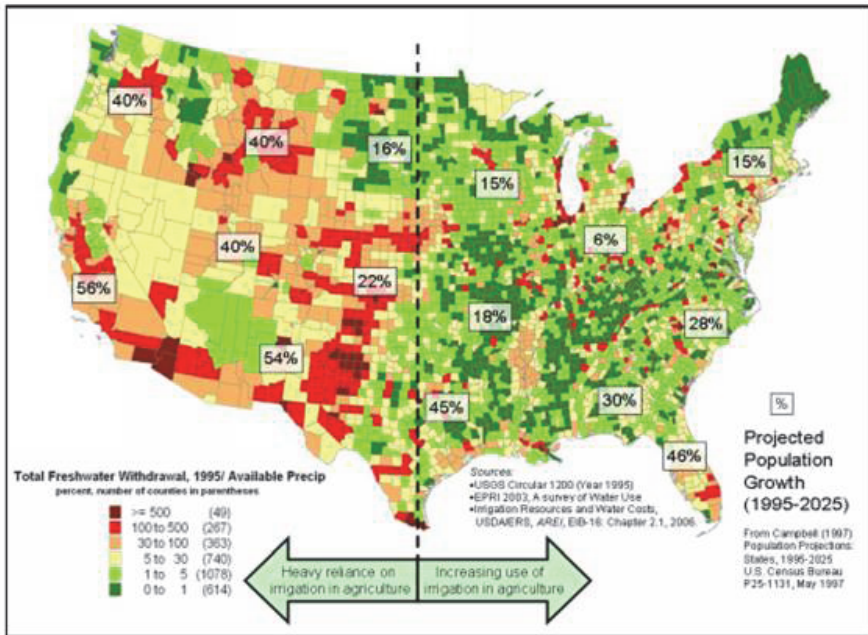 40%
40%
16%
15%
15%
6%
40%
22%
56%
18%
28%
54%
45%
30%
46%
%
Projected
Population
Growth
(1995-2025)
From Campbell (1997)
Population Projections:
States, 1995-2025
U.S. Census Bureau
P25-1131, May 1997
Sources:
•USGS Circular 1200 (Year 1995)
•EPRI 2003, A survey of Water Use
•Irrigation Resources and Water Costs,
USDA/ERS, AREI, EIB-16: Chapter 2.1, 2006.
Total Freshwater Withdrawal, 1995/ Available Precip
percent, number of counties in parentheses
>= 500 (49)
100 to 500 (267)
30 to 100 (363)
5 to 30 (740)
1 to 5 (1078)
0 to 1 (614)
Heavy reliance on
irrigation in agriculture
Increasing use of
irrigation in agriculture